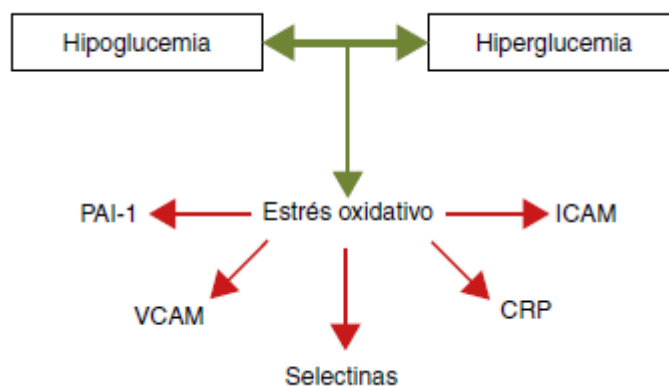 Hipoglucemia
Hiperglucemia
PAI-1
Estrés oxidativo
ICAM
VCAM
CRP
Selectinas